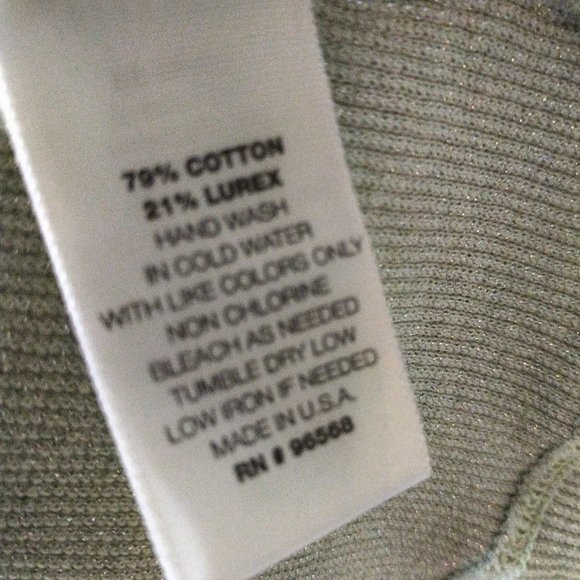 79% COTTON
21% LUREX
HAND WASH
IN COLD WATER
WITH LIKE COLORS ONLY
NON CHLORINE
BLEACH AS NEEDED
TUMBLE DRY LOW
LOW IRON IF NEEDED
MADE IN U.S.A.
RN # 96568